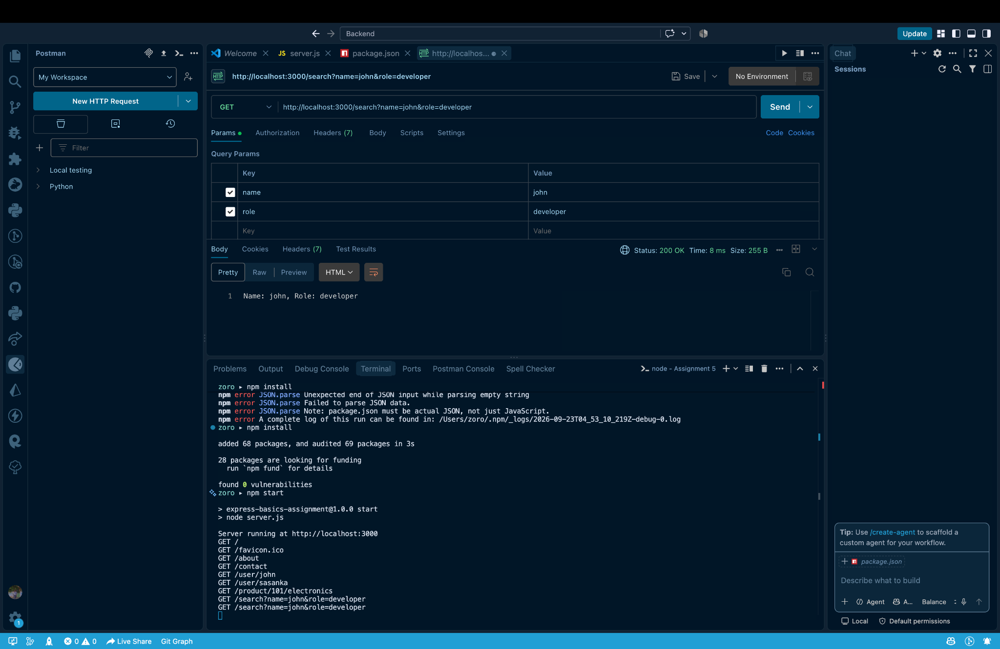 Backend
Update
Postman
My Workspace
New HTTP Request
Filter
Local testing
Python
Welcome
JS server.js
package.json
HTTP http://localhos...
HTTP http://localhost:3000/search?name=john&role=developer
Save
No Environment
GET
http://localhost:3000/search?name=john&role=developer
Send
Params
Authorization
Headers (7)
Body
Scripts
Settings
Code
Cookies
Query Params
Key
Value
name
john
role
developer
Key
Value
Body
Cookies
Headers (7)
Test Results
Status: 200 OK Time: 8 ms Size: 255 B
Pretty
Raw
Preview
HTML
1 Name: john, Role: developer
Problems
Output
Debug Console
Terminal
Ports
Postman Console
Spell Checker
node - Assignment 5
zoro ▸ npm install
npm error JSON.parse Unexpected end of JSON input while parsing empty string
npm error JSON.parse Failed to parse JSON data.
npm error JSON.parse Note: package.json must be actual JSON, not just JavaScript.
npm error A complete log of this run can be found in: /Users/zoro/.npm/_logs/2026-09-23T04_53_10_219Z-debug-0.log
zoro ▸ npm install
added 68 packages, and audited 69 packages in 3s
28 packages are looking for funding
run `npm fund` for details
found 0 vulnerabilities
zoro ▸ npm start
> express-basics-assignment@1.0.0 start
> node server.js
Server running at http://localhost:3000
GET /
GET /favicon.ico
GET /about
GET /contact
GET /user/john
GET /user/sasanka
GET /product/101/electronics
GET /search?name=john&role=developer
GET /search?name=john&role=developer
Chat
Sessions
Tip: Use /create-agent to scaffold a
custom agent for your workflow.
package.json
Describe what to build
Agent
A...
Balance
Local
Default permissions
1
0
0
Live Share
Git Graph